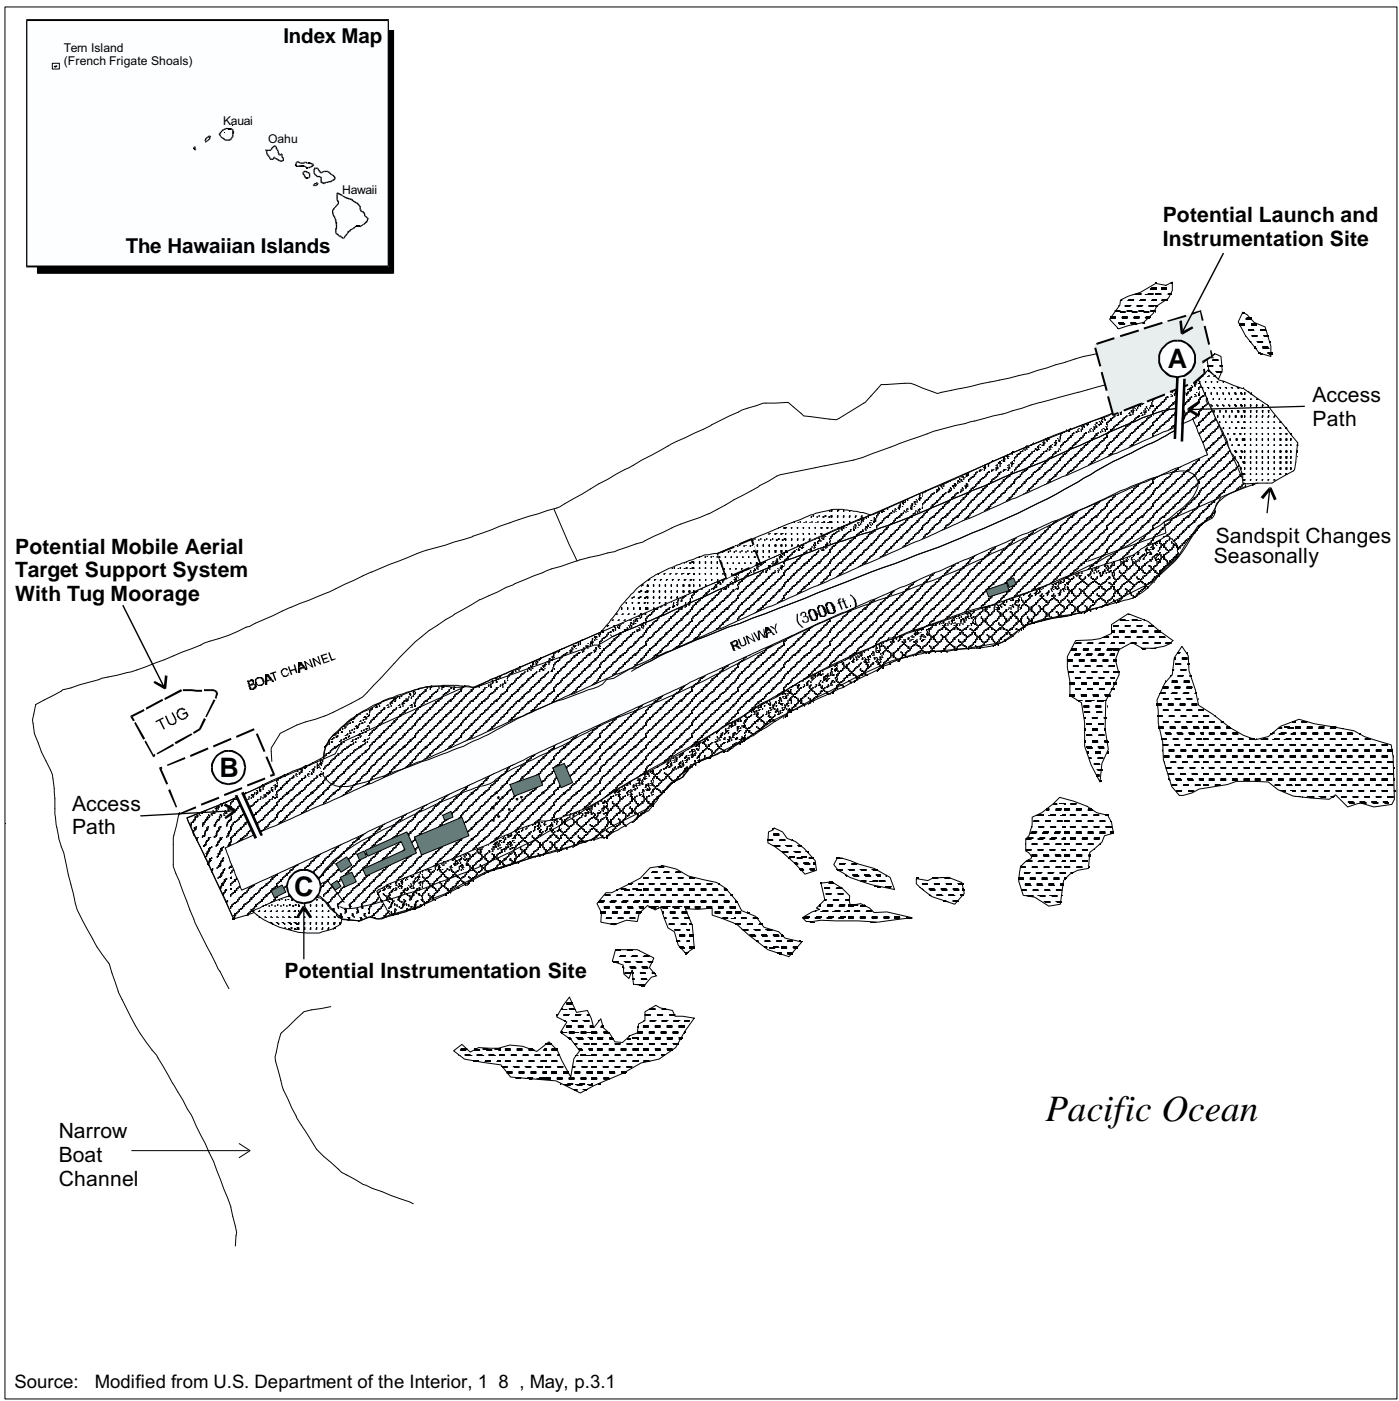 Index Map
Tern Island
(French Frigate Shoals)
Kauai
Oahu
Hawaii
The Hawaiian Islands
Potential Launch and
Instrumentation Site
A
Access
Path
Sandspit Changes
Seasonally
Potential Mobile Aerial
Target Support System
With Tug Moorage
BOAT CHANNEL
RUNWAY (3000 ft.)
TUG
B
Access
Path
C
Potential Instrumentation Site
Pacific Ocean
Narrow
Boat
Channel
Source: Modified from U.S. Department of the Interior, 1 8 , May, p.3.1